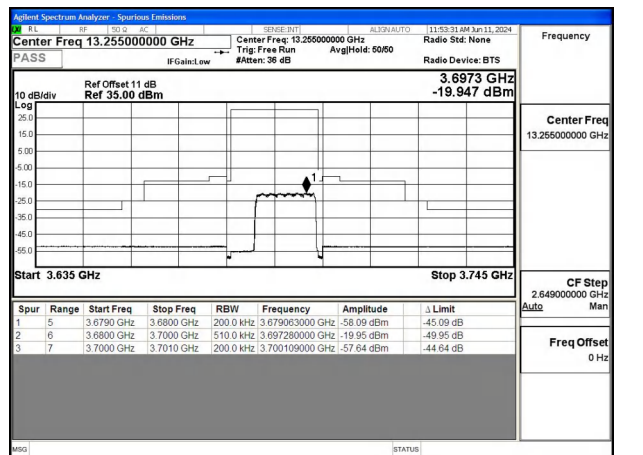 Agilent Spectrum Analyzer - Spurious Emissions
RL RF 50 Ω AC SENSE:INT ALIGN AUTO 11:53:31 AM Jun 11, 2024
Center Freq 13.255000000 GHz
PASS
IFGain:Low
Center Freq: 13.255000000 GHz
Trig: Free Run Avg|Hold: 50/50
#Atten: 36 dB
Radio Std: None
Radio Device: BTS
Frequency
Ref Offset 11 dB
10 dB/div Ref 35.00 dBm
3.6973 GHz
-19.947 dBm
Log
25.0
15.0
5.00
-5.00
-15.0
-25.0
-35.0
-45.0
-55.0
1
Start 3.635 GHz Stop 3.745 GHz
Center Freq
13.255000000 GHz
CF Step
2.649000000 GHz
Auto Man
Freq Offset
0 Hz
Spur Range Start Freq Stop Freq RBW Frequency Amplitude Δ Limit
1 5 3.6790 GHz 3.6800 GHz 200.0 kHz 3.679063000 GHz -58.09 dBm -45.09 dB
2 6 3.6800 GHz 3.7000 GHz 510.0 kHz 3.697280000 GHz -19.95 dBm -49.95 dB
3 7 3.7000 GHz 3.7010 GHz 200.0 kHz 3.700109000 GHz -57.64 dBm -44.64 dB
MSG STATUS